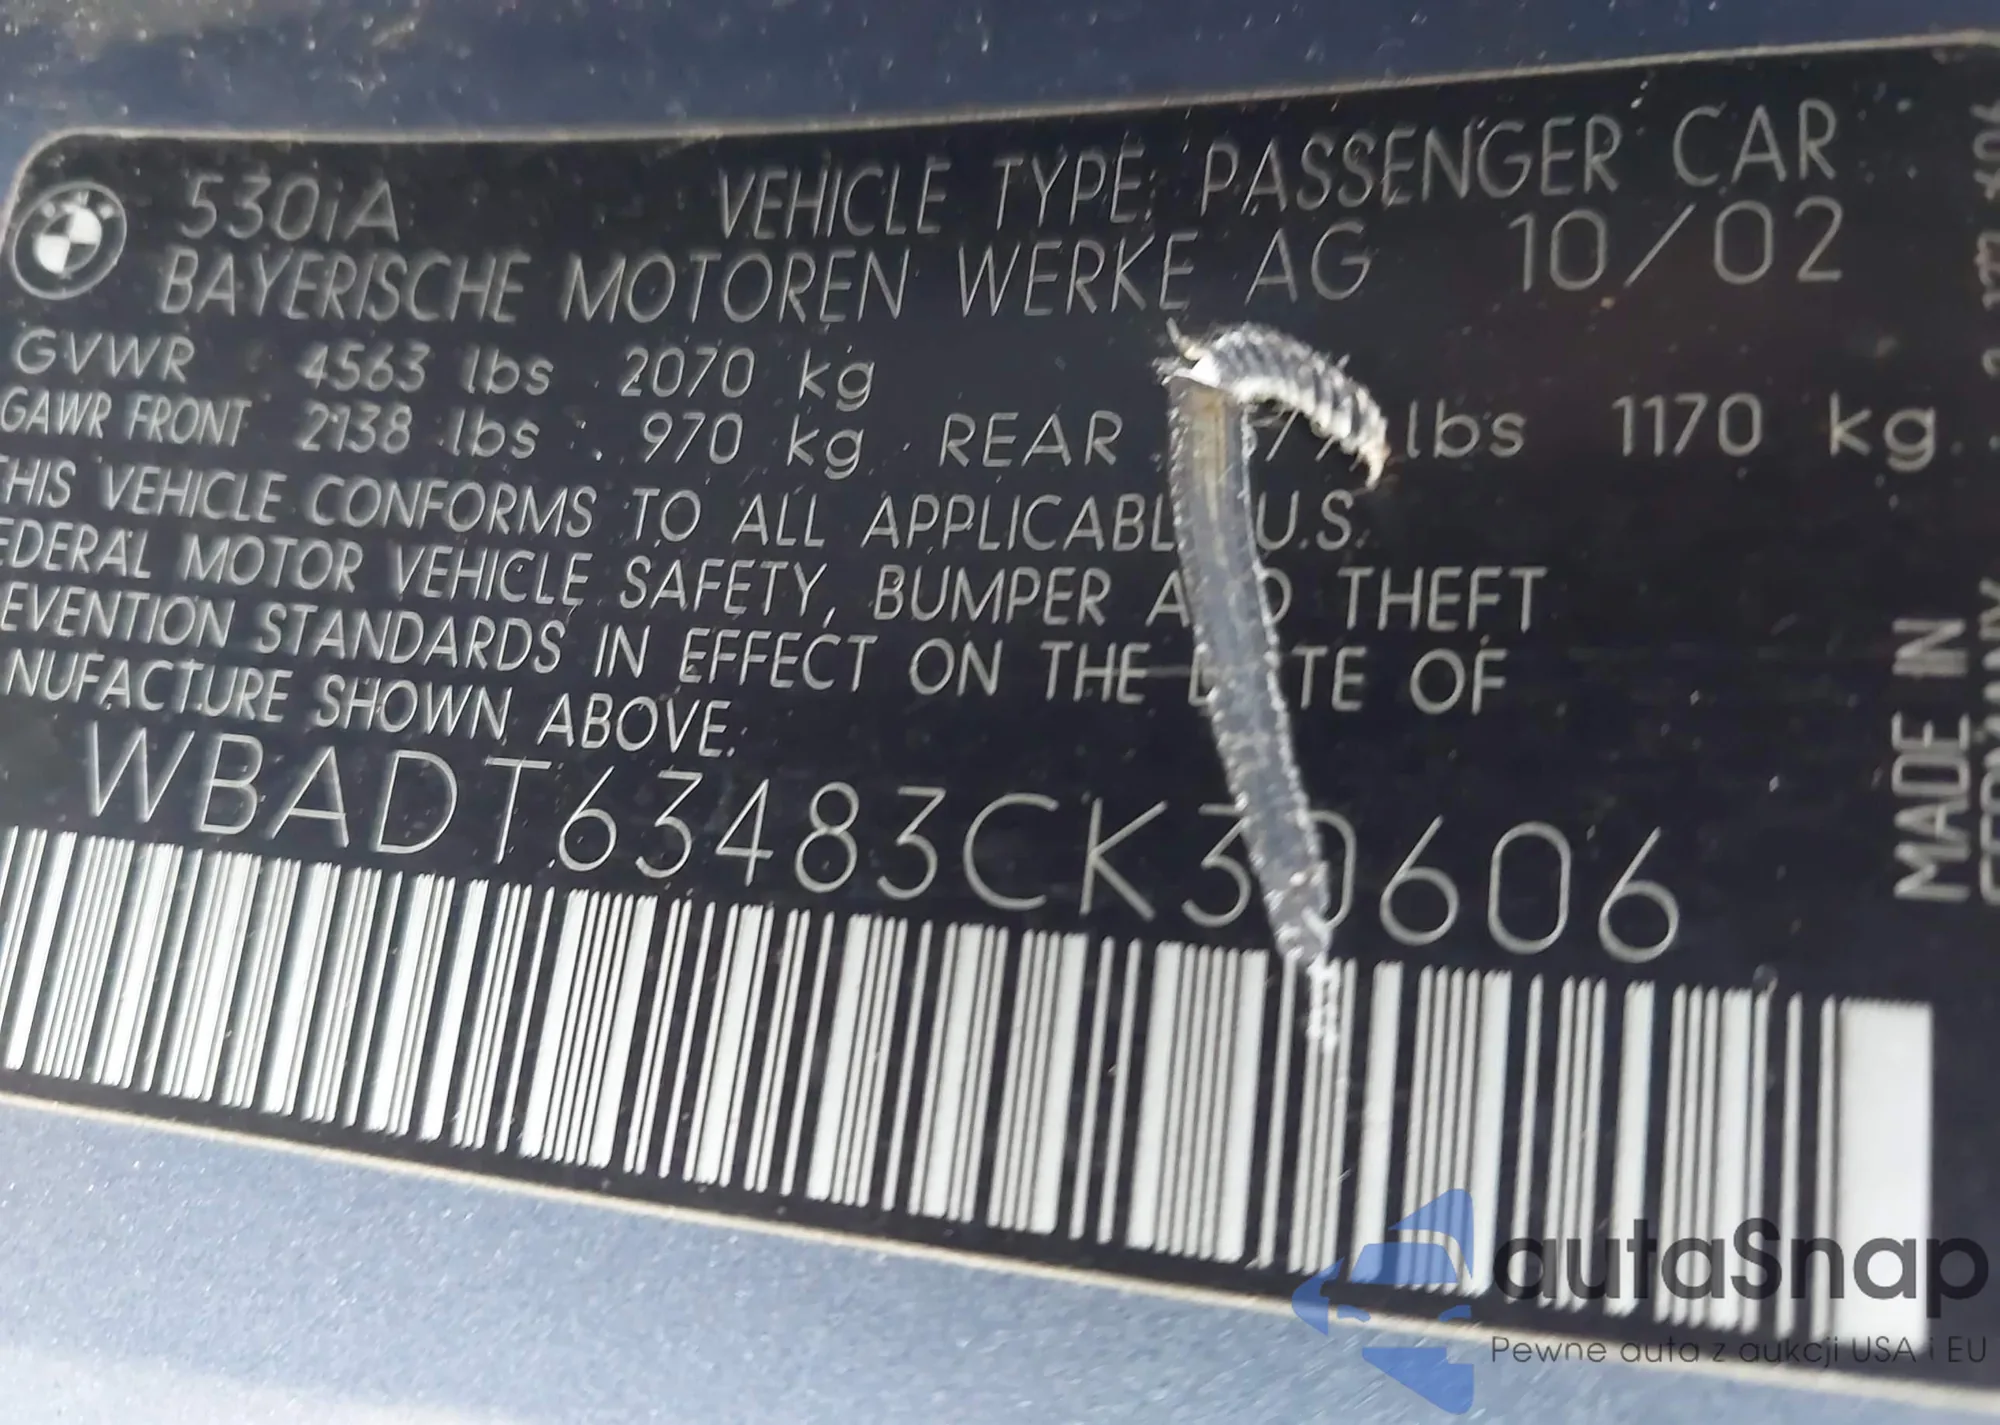 530iA VEHICLE TYPE: PASSENGER CAR
BAYERISCHE MOTOREN WERKE AG 10/02
GVWR 4563 lbs 2070 kg
GAWR FRONT 2138 lbs 970 kg REAR lbs 1170 kg
THIS VEHICLE CONFORMS TO ALL APPLICABL U.S.
EDERAL MOTOR VEHICLE SAFETY, BUMPER A D THEFT
EVENTION STANDARDS IN EFFECT ON THE D TE OF
NUFACTURE SHOWN ABOVE.
WBADT63483CK30606
MADE IN
GERMANY
autaSnap
Pewne auta z aukcji USA i EU